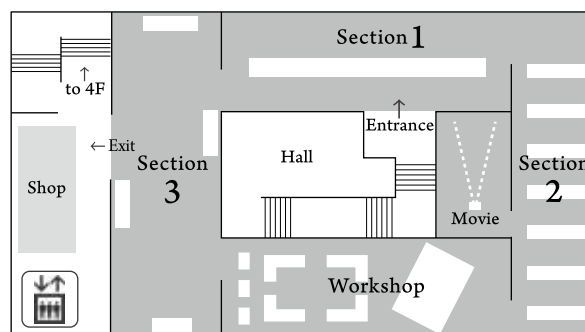 Section 1
to 4F
Entrance
← Exit
Hall
Section
3
Section
2
Shop
Movie
Workshop